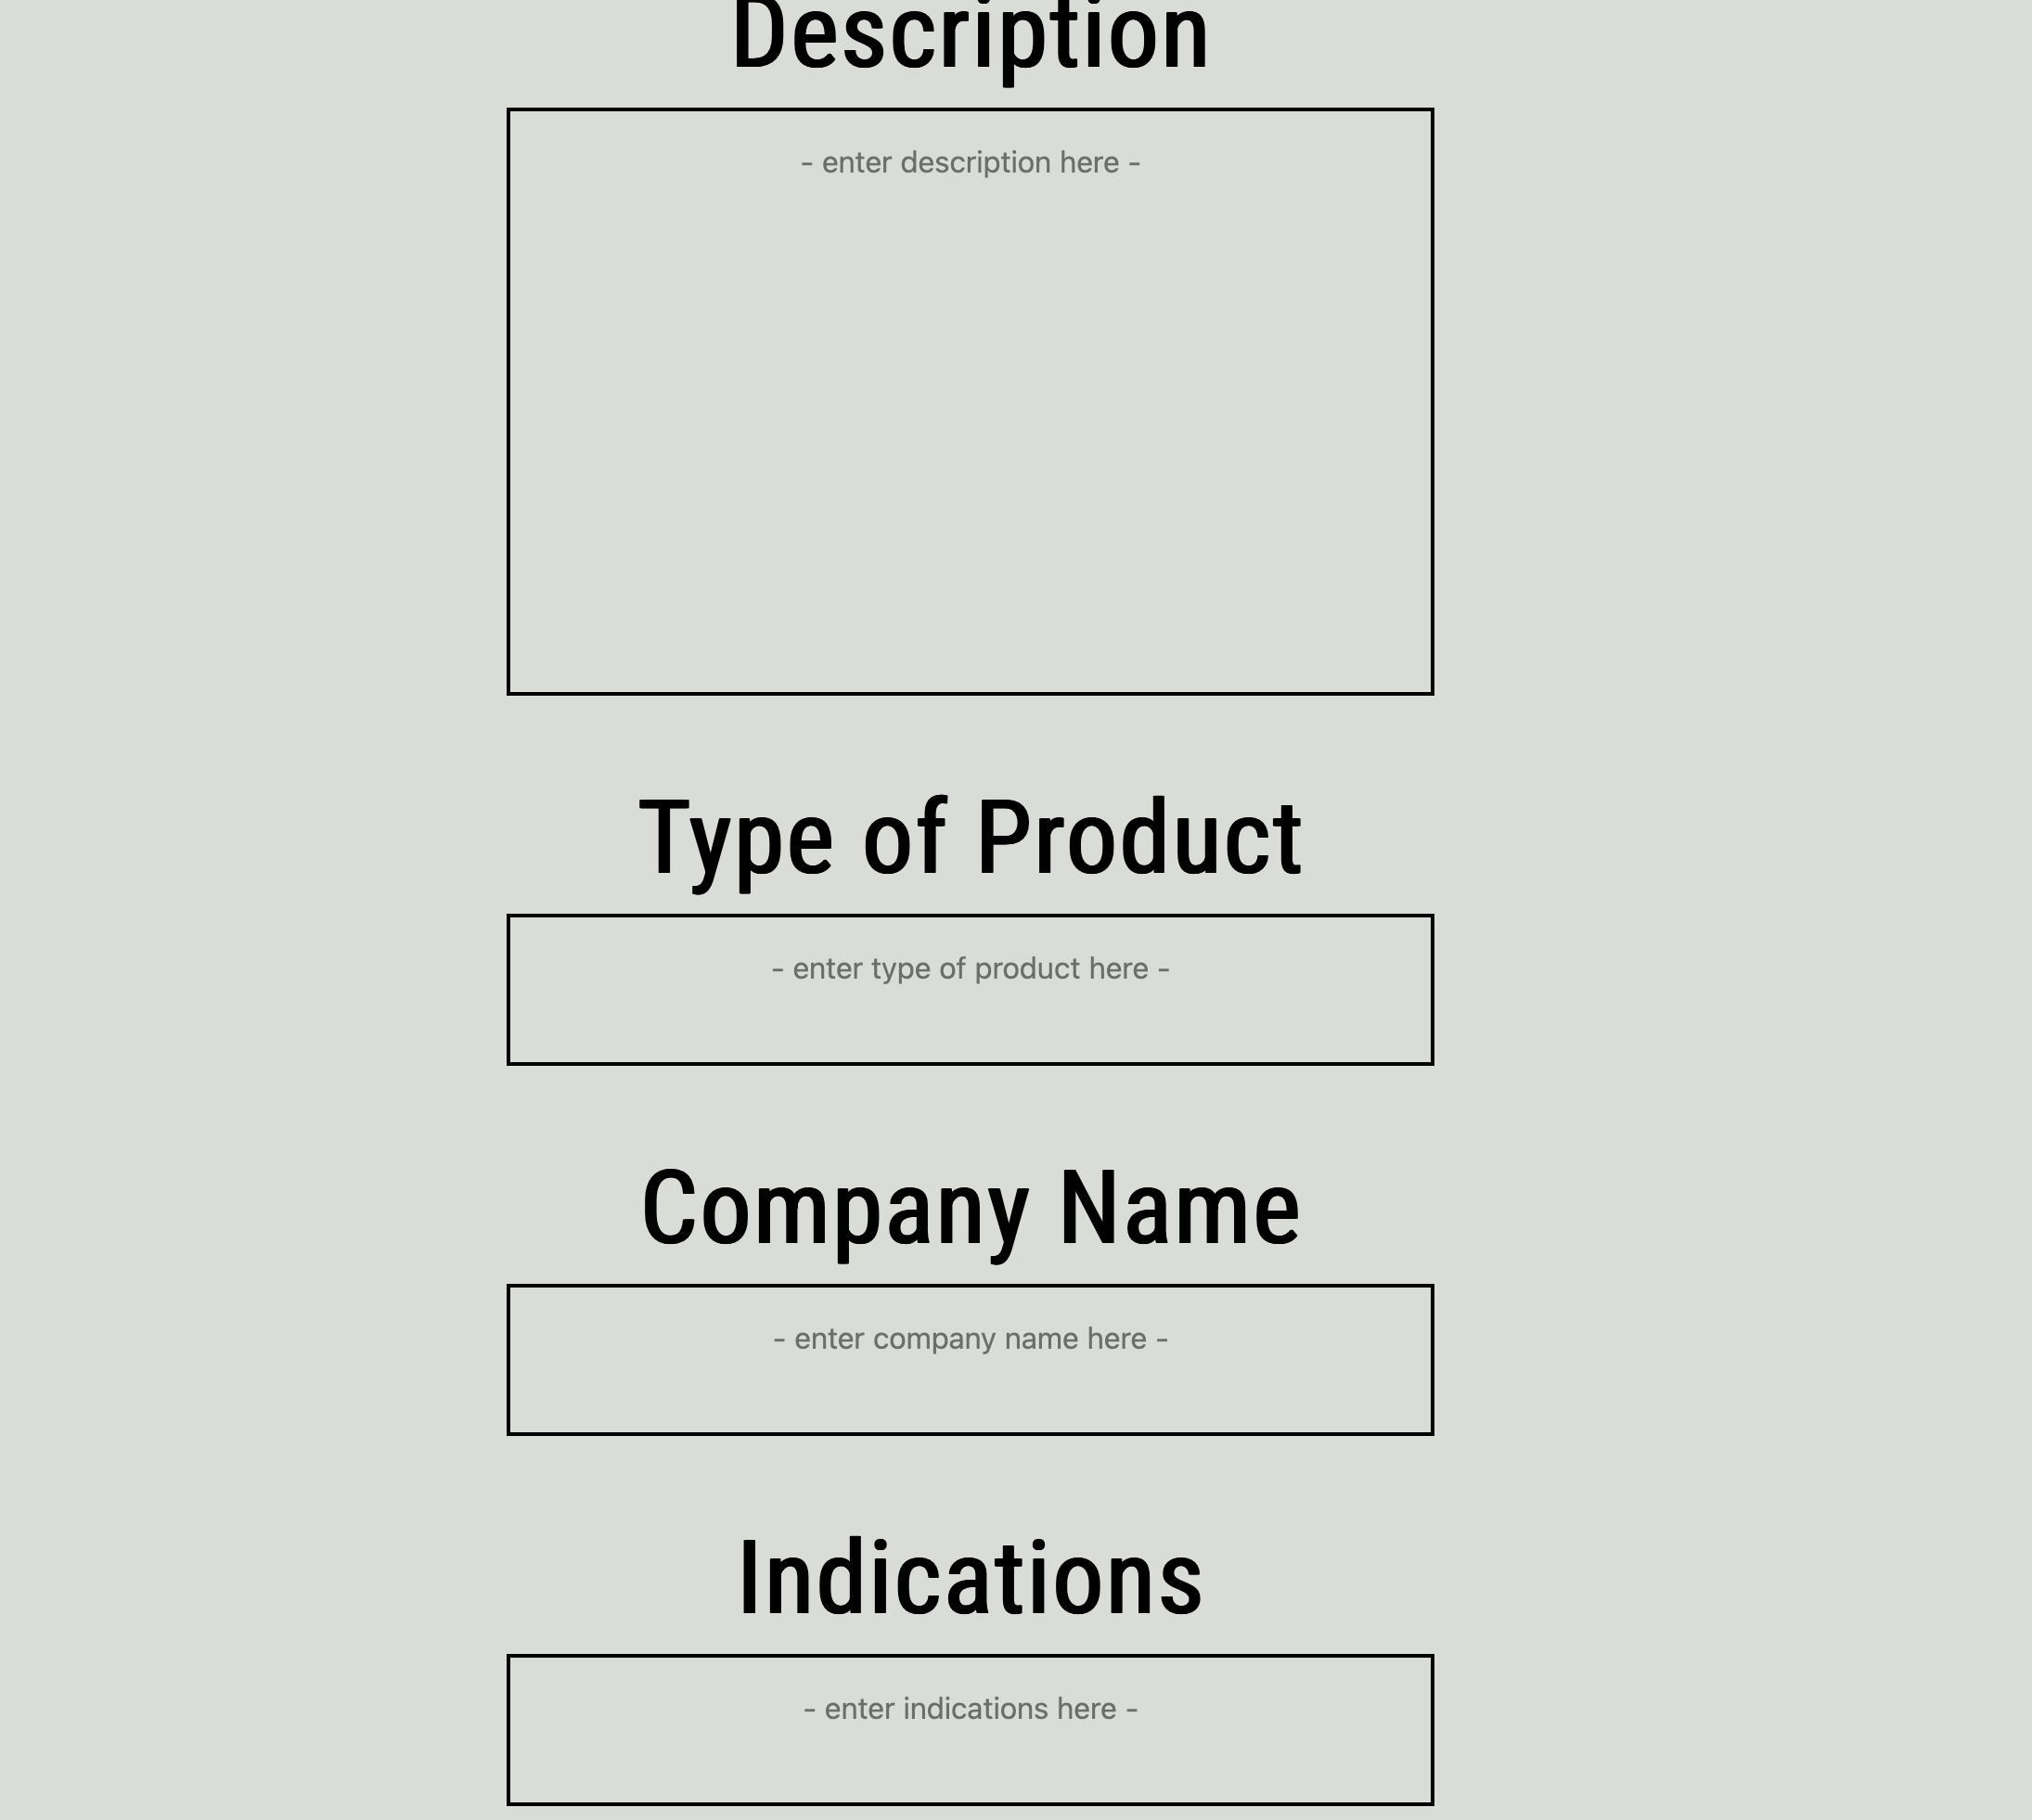 Description
- enter description here -
Type of Product
- enter type of product here -
Company Name
- enter company name here -
Indications
- enter indications here -